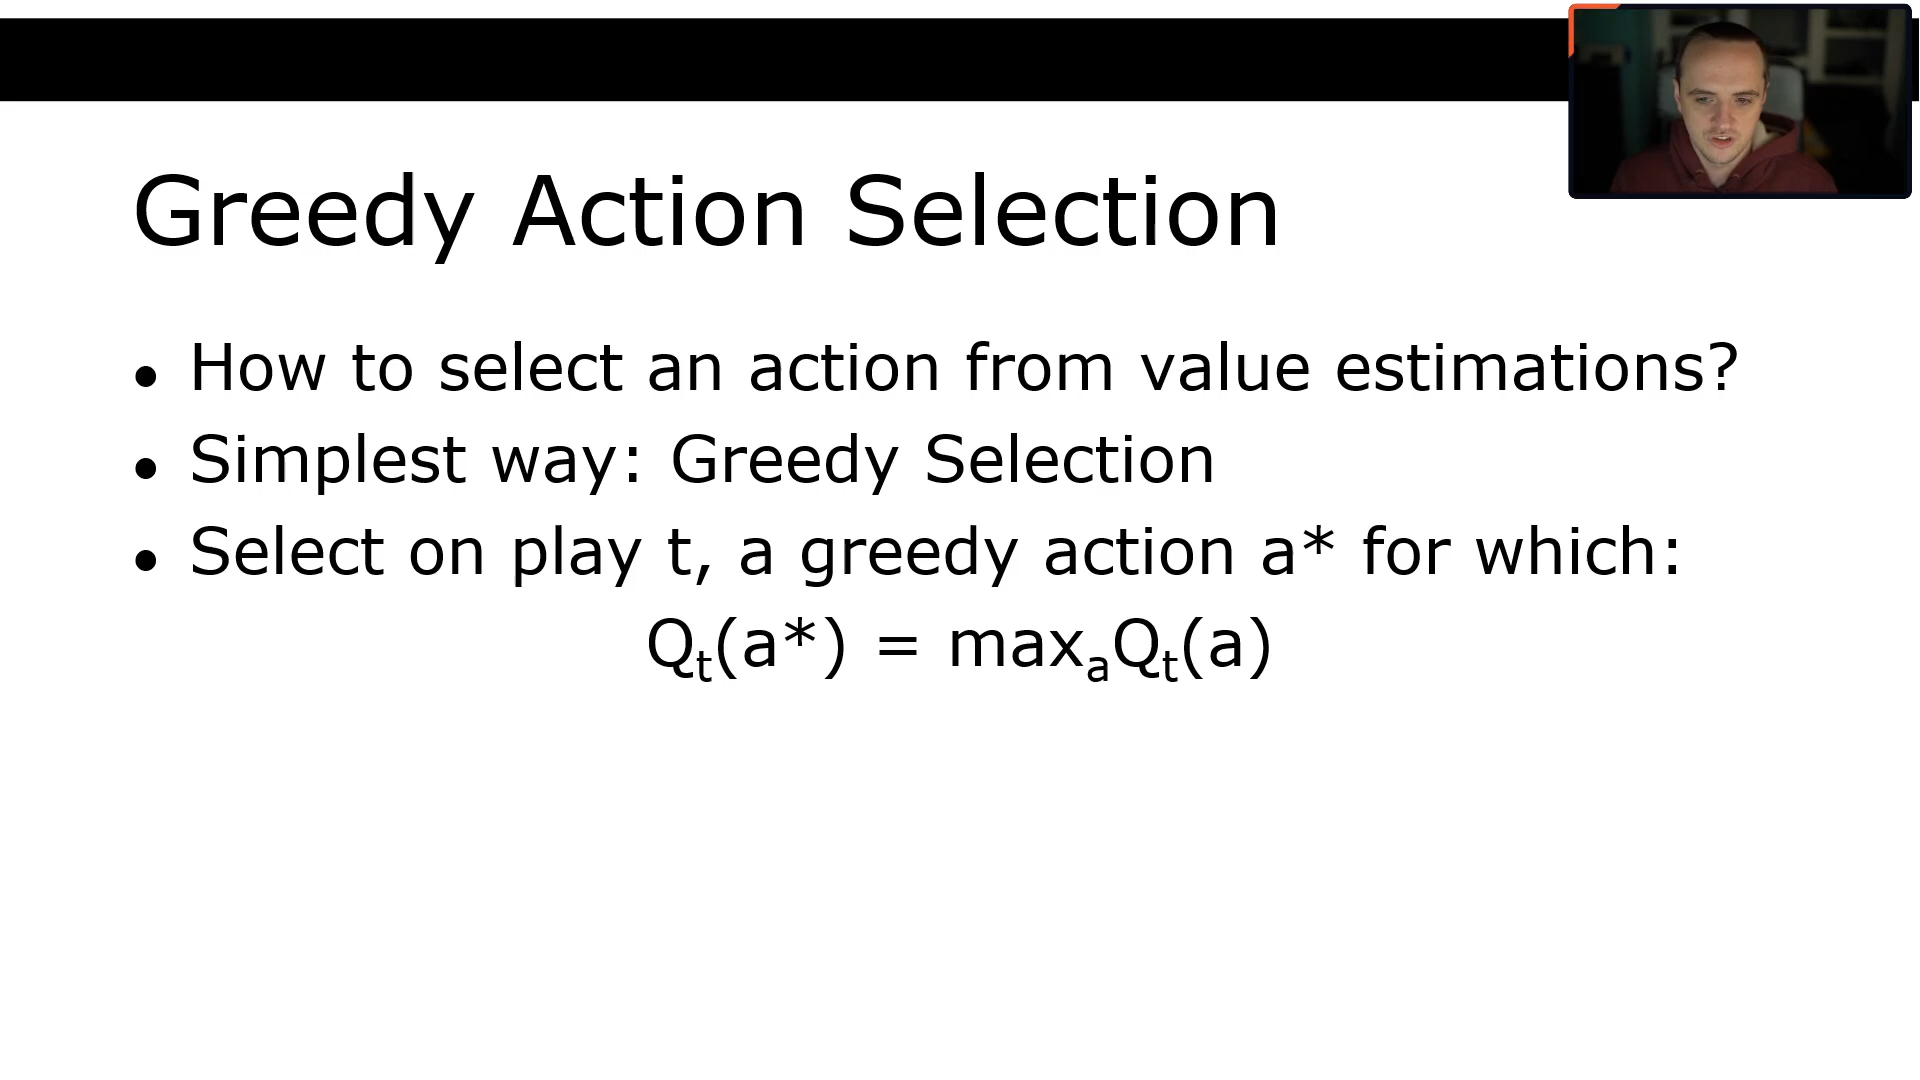 Greedy Action Selection
• How to select an action from value estimations?
• Simplest way: Greedy Selection
• Select on play t, a greedy action a* for which:
Qₜ(a*) = maxₐQₜ(a)